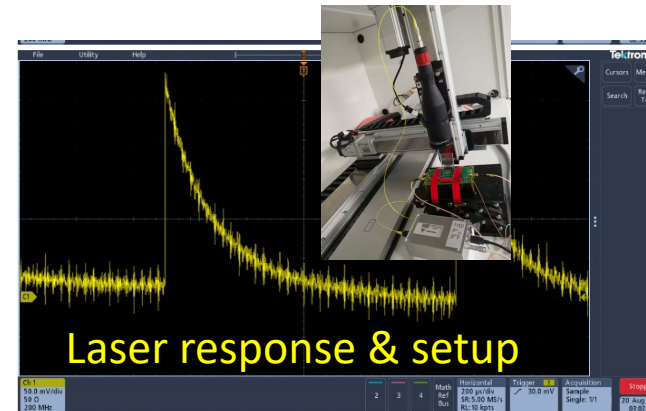 File Utility Help
Cursors
Search
C1
Laser response & setup
Ch 1
50.0 mV/div
50 Ω
200 MHz
2 3 4
Math
Ref
Bus
Horizontal
200 µs/div
SR: 5.00 MS/s
RL: 10 kpts
Trigger 1
30.0 mV
Acquisition
Sample
Single: 1/1
20 Aug